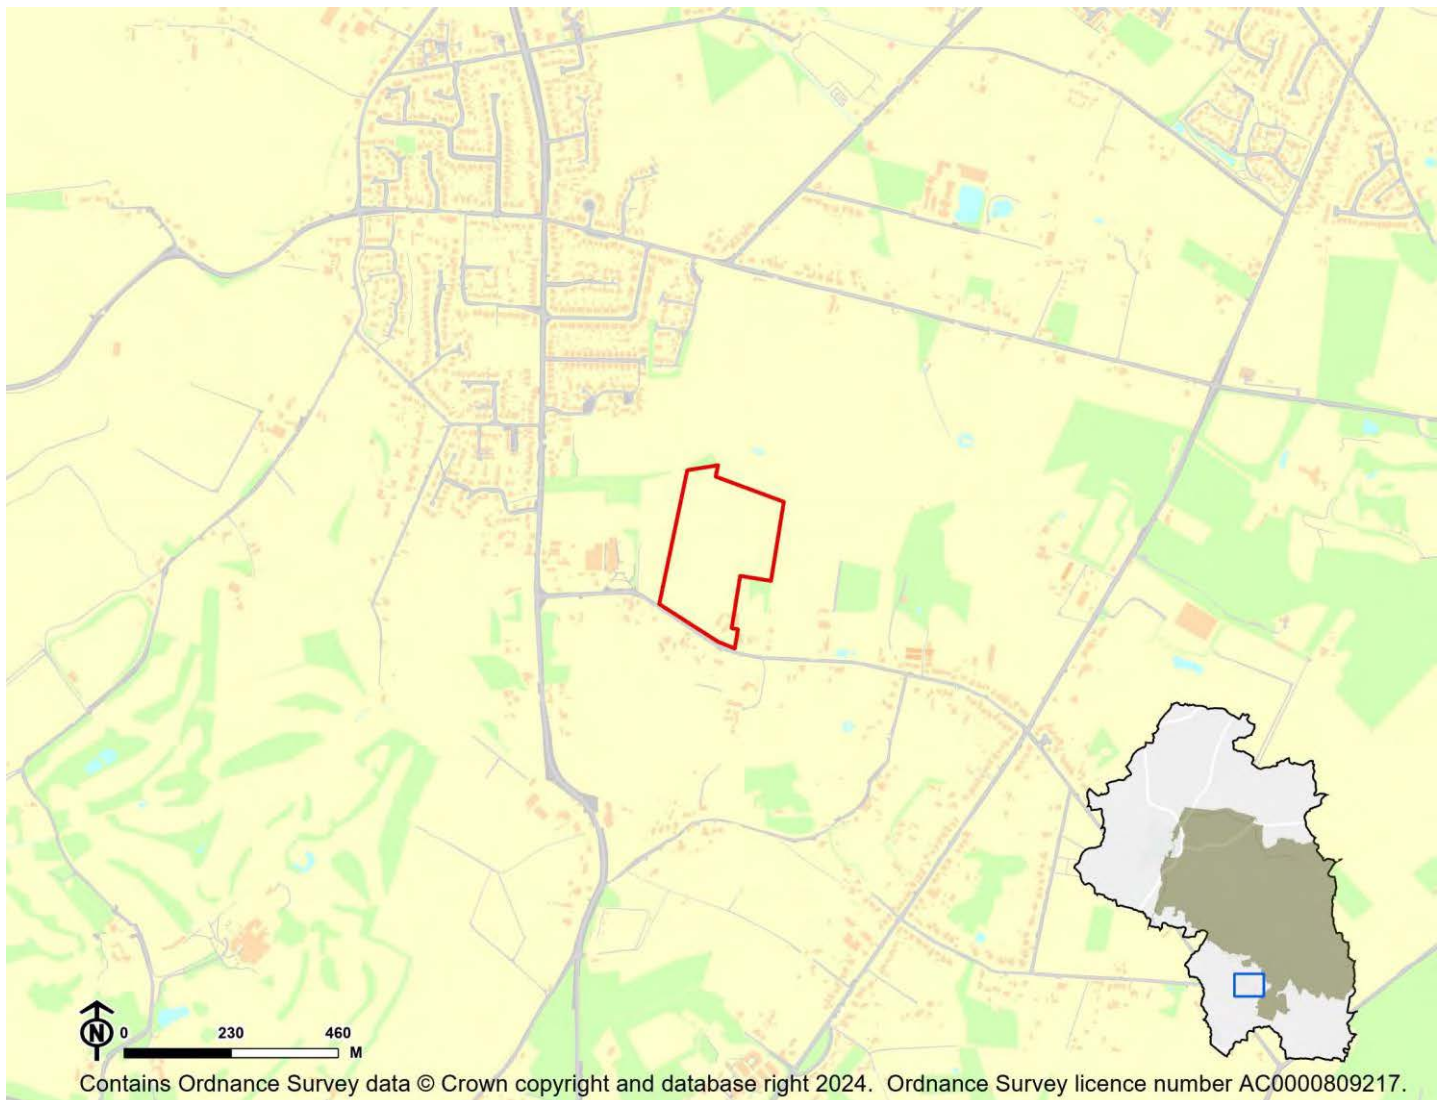 N
0 230 460
M
Contains Ordnance Survey data © Crown copyright and database right 2024. Ordnance Survey licence number AC0000809217.